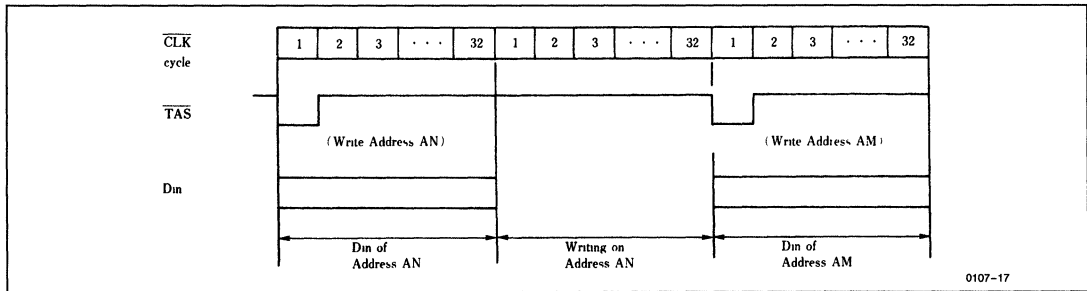 CLK 1 2 3 · · · 32 1 2 3 · · · 32 1 2 3 · · · 32
cycle
TAS
(Write Address AN) (Write Address AM)
Din
Din of Writing on Din of
Address AN Address AN Address AM
0107-17